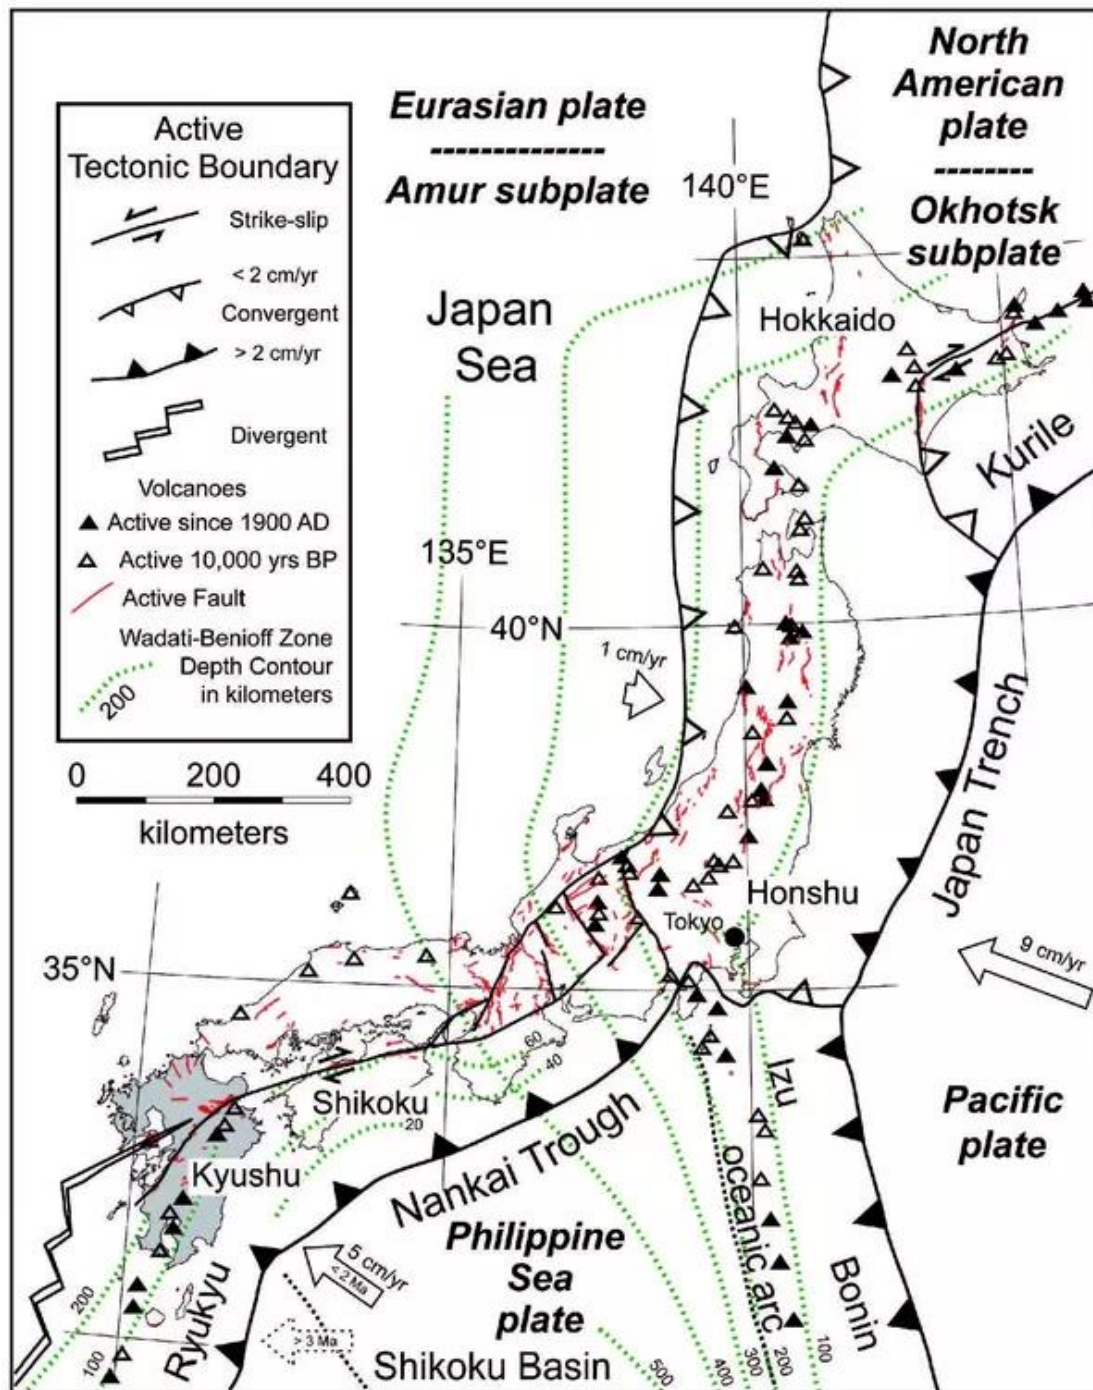 Active
Tectonic Boundary
Strike-slip
< 2 cm/yr
Convergent
> 2 cm/yr
Divergent
Volcanoes
Active since 1900 AD
Active 10,000 yrs BP
Active Fault
Wadati-Benioff Zone
Depth Contour
in kilometers
200
0 200 400
kilometers
Eurasian plate
Amur subplate
North
American
plate
Okhotsk
subplate
140°E
Japan
Sea
Hokkaido
Kurile
135°E
40°N
1 cm/yr
Japan Trench
Honshu
Tokyo
9 cm/yr
35°N
60
40
20
Shikoku
Kyushu
Nankai Trough
Izu
Bonin
oceanic arc
Pacific
plate
Philippine
Sea
plate
5 cm/yr
< 2 Ma
> 3 Ma
Shikoku Basin
Ryukyu
200
100
500
400
300
200
100